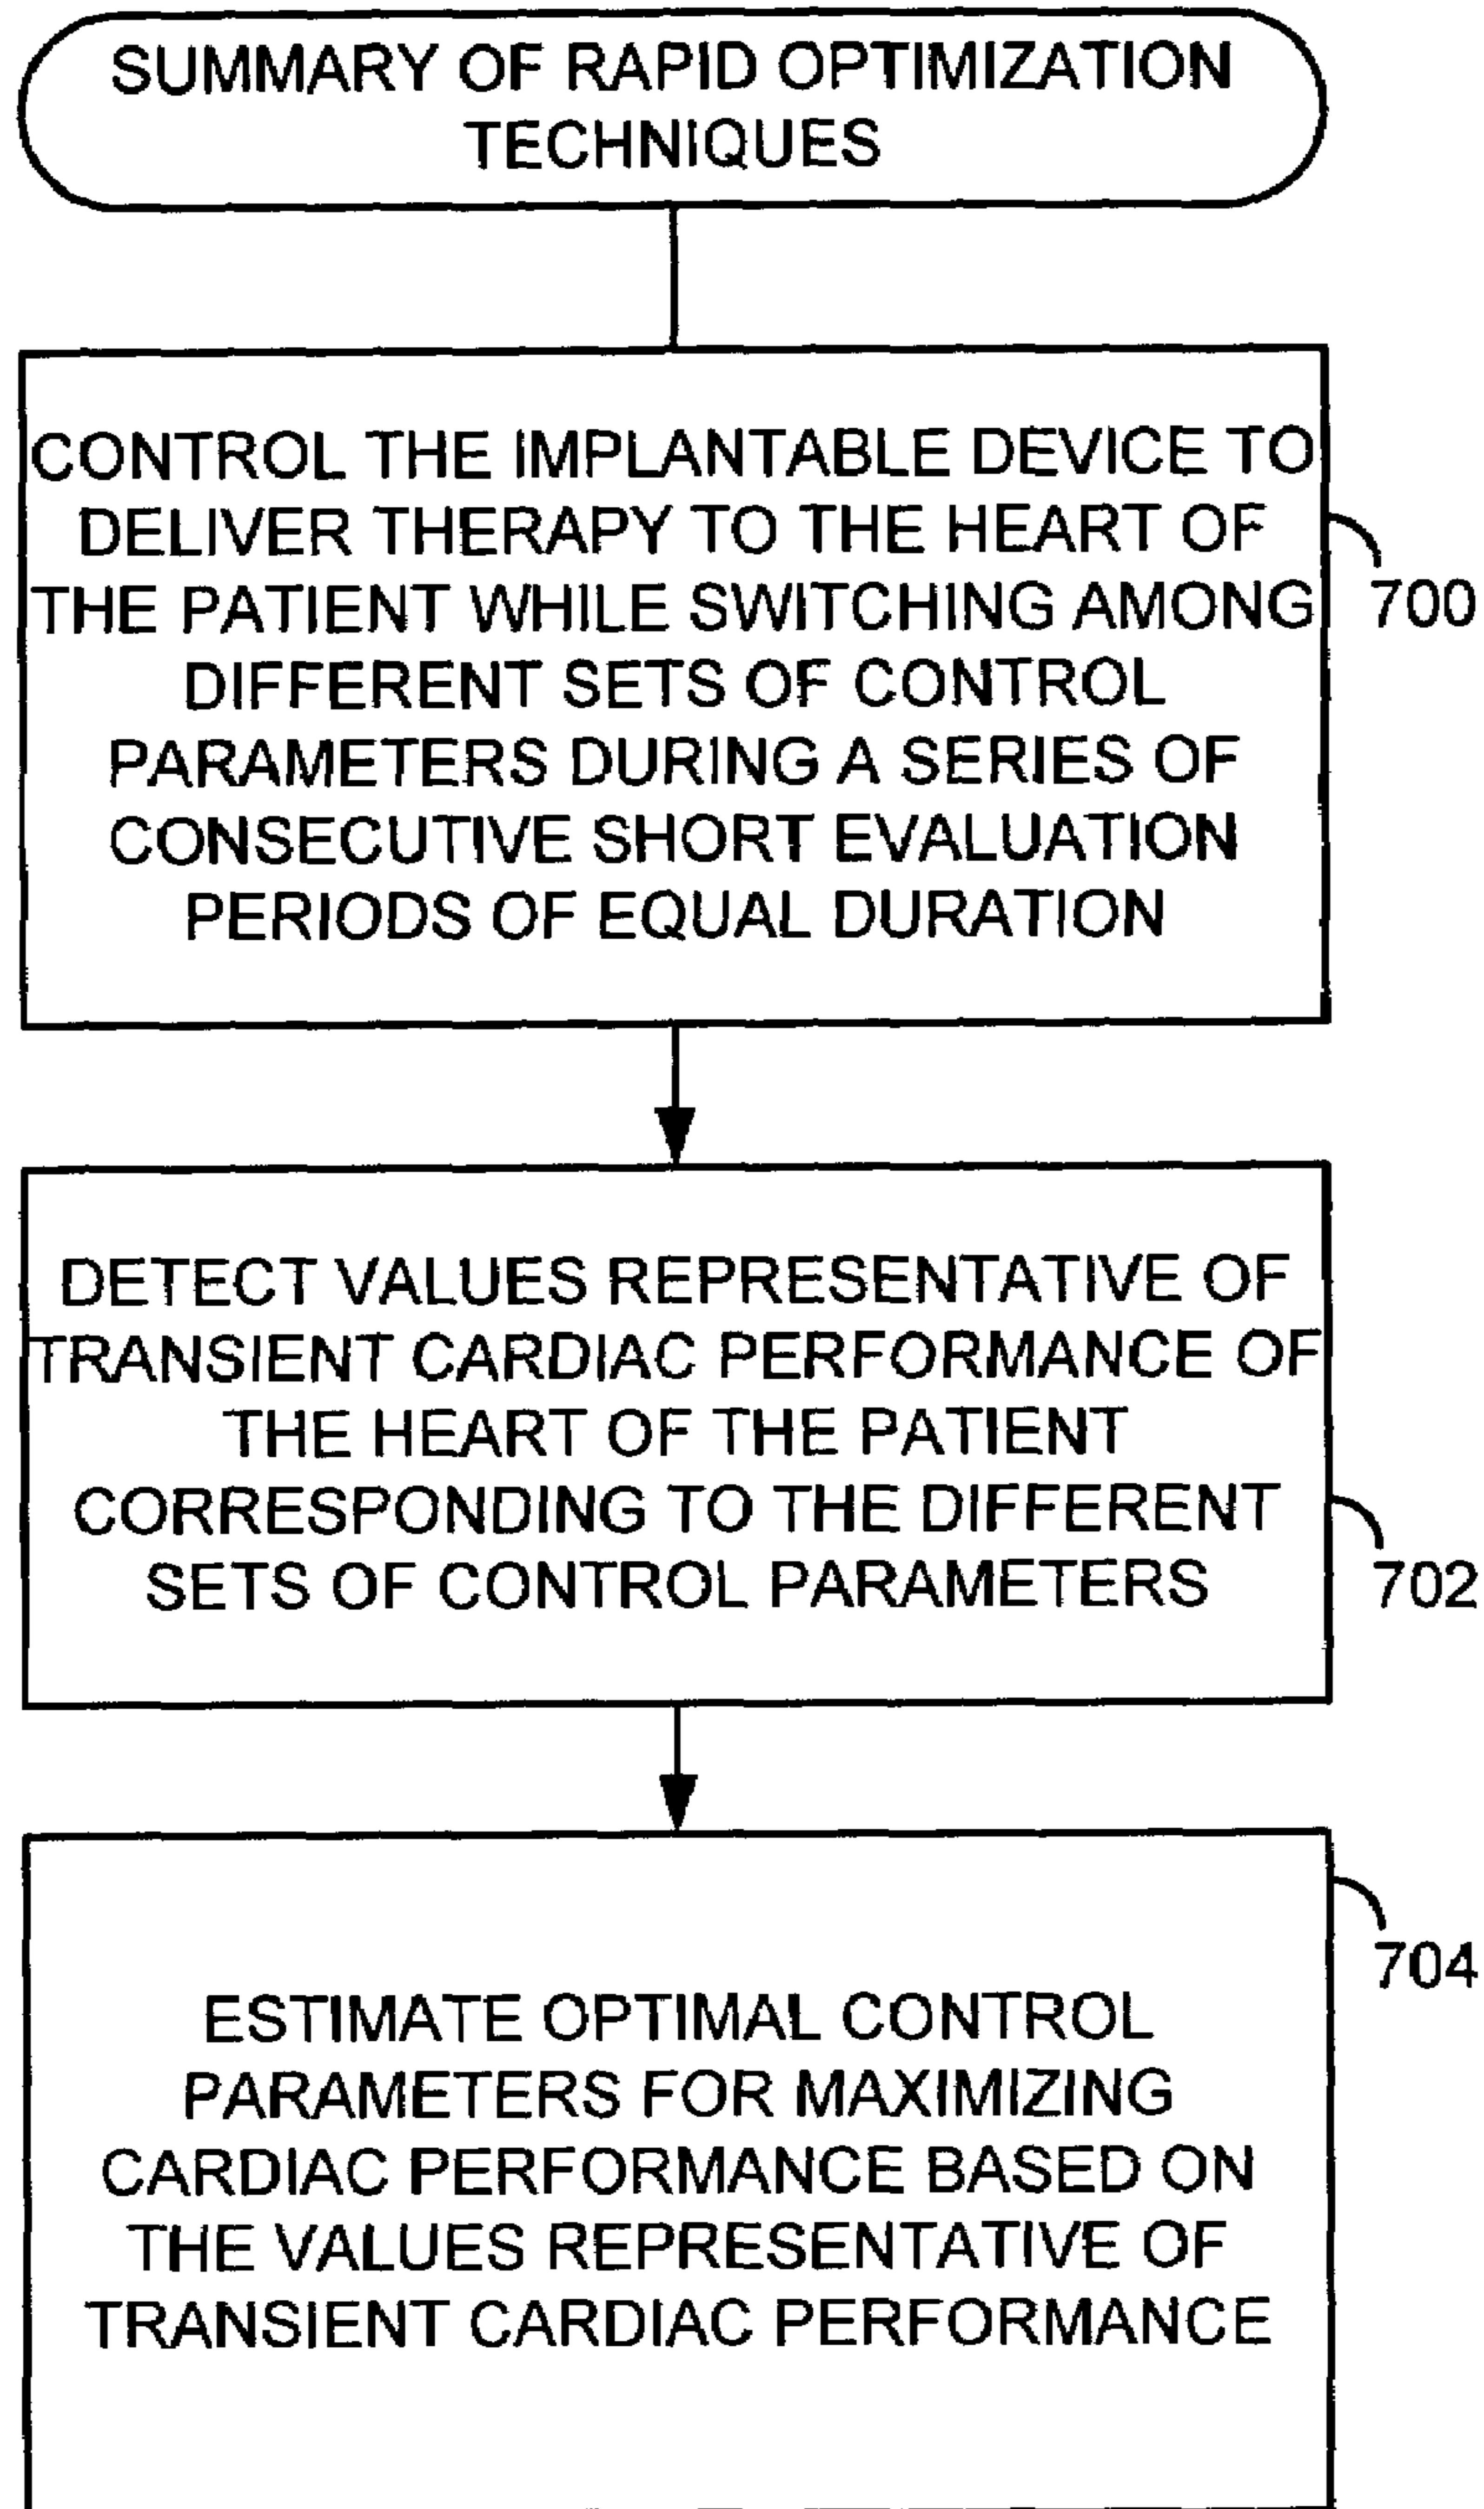 SUMMARY OF RAPID OPTIMIZATION
TECHNIQUES
CONTROL THE IMPLANTABLE DEVICE TO
DELIVER THERAPY TO THE HEART OF
THE PATIENT WHILE SWITCHING AMONG
DIFFERENT SETS OF CONTROL
PARAMETERS DURING A SERIES OF
CONSECUTIVE SHORT EVALUATION
PERIODS OF EQUAL DURATION
700
DETECT VALUES REPRESENTATIVE OF
TRANSIENT CARDIAC PERFORMANCE OF
THE HEART OF THE PATIENT
CORRESPONDING TO THE DIFFERENT
SETS OF CONTROL PARAMETERS
702
704
ESTIMATE OPTIMAL CONTROL
PARAMETERS FOR MAXIMIZING
CARDIAC PERFORMANCE BASED ON
THE VALUES REPRESENTATIVE OF
TRANSIENT CARDIAC PERFORMANCE